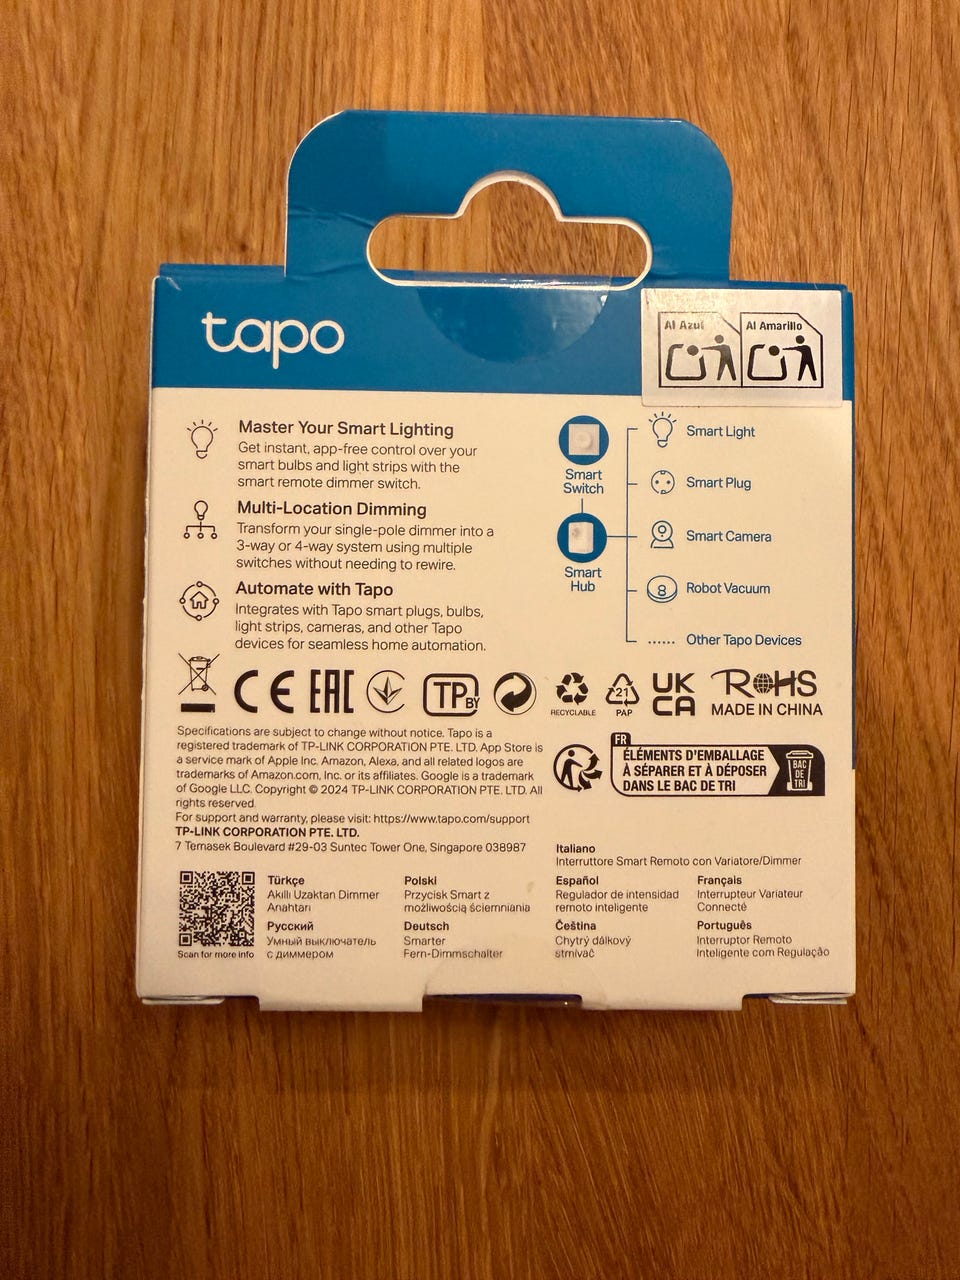 tapo
Al Azul
Al Amarillo
Master Your Smart Lighting
Get instant, app-free control over your
smart bulbs and light strips with the
smart remote dimmer switch.
Multi-Location Dimming
Transform your single-pole dimmer into a
3-way or 4-way system using multiple
switches without needing to rewire.
Automate with Tapo
Integrates with Tapo smart plugs, bulbs,
light strips, cameras, and other Tapo
devices for seamless home automation.
Smart
Switch
Smart
Hub
Smart Light
Smart Plug
Smart Camera
Robot Vacuum
...... Other Tapo Devices
CE
EAC
TP
BY
RECYCLABLE
21
PAP
UK
CA
RoHS
MADE IN CHINA
Specifications are subject to change without notice. Tapo is a
registered trademark of TP-LINK CORPORATION PTE. LTD. App Store is
a service mark of Apple Inc. Amazon, Alexa, and all related logos are
trademarks of Amazon.com, Inc. or its affiliates. Google is a trademark
of Google LLC. Copyright © 2024 TP-LINK CORPORATION PTE. LTD. All
rights reserved.
For support and warranty, please visit: https://www.tapo.com/support
TP-LINK CORPORATION PTE. LTD.
7 Temasek Boulevard #29-03 Suntec Tower One, Singapore 038987
FR
ÉLÉMENTS D'EMBALLAGE
À SÉPARER ET À DÉPOSER
DANS LE BAC DE TRI
BAC
DE
TRI
Scan for more info
Türkçe
Akıllı Uzaktan Dimmer
Anahtarı
Polski
Przycisk Smart z
możliwością ściemniania
Русский
Умный выключатель
с диммером
Deutsch
Smarter
Fern-Dimmschalter
Italiano
Interruttore Smart Remoto con Variatore/Dimmer
Español
Regulador de intensidad
remoto inteligente
Français
Interrupteur Variateur
Connecté
Čeština
Chytrý dálkový
stmívač
Português
Interruptor Remoto
Inteligente com Regulação